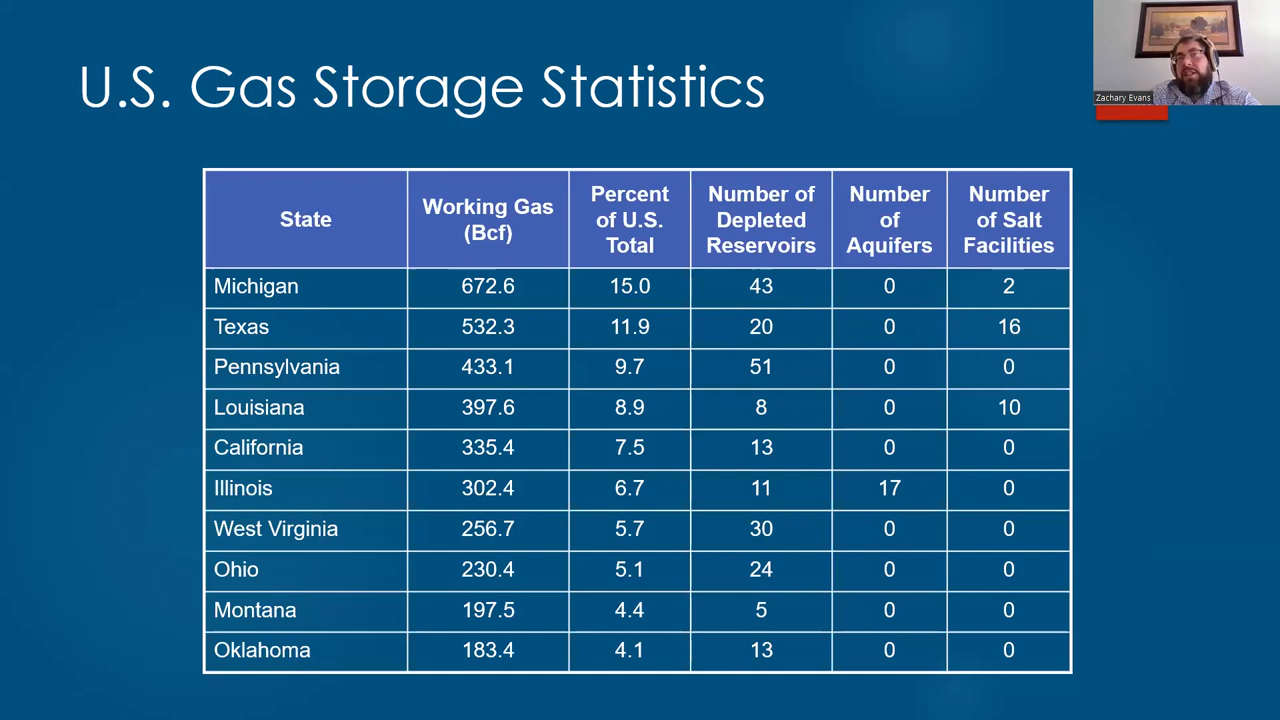 U.S. Gas Storage Statistics
Zachary Evans
State
Working Gas
(Bcf)
Percent
of U.S.
Total
Number of
Depleted
Reservoirs
Number
of
Aquifers
Number
of Salt
Facilities
Michigan 672.6 15.0 43 0 2
Texas 532.3 11.9 20 0 16
Pennsylvania 433.1 9.7 51 0 0
Louisiana 397.6 8.9 8 0 10
California 335.4 7.5 13 0 0
Illinois 302.4 6.7 11 17 0
West Virginia 256.7 5.7 30 0 0
Ohio 230.4 5.1 24 0 0
Montana 197.5 4.4 5 0 0
Oklahoma 183.4 4.1 13 0 0